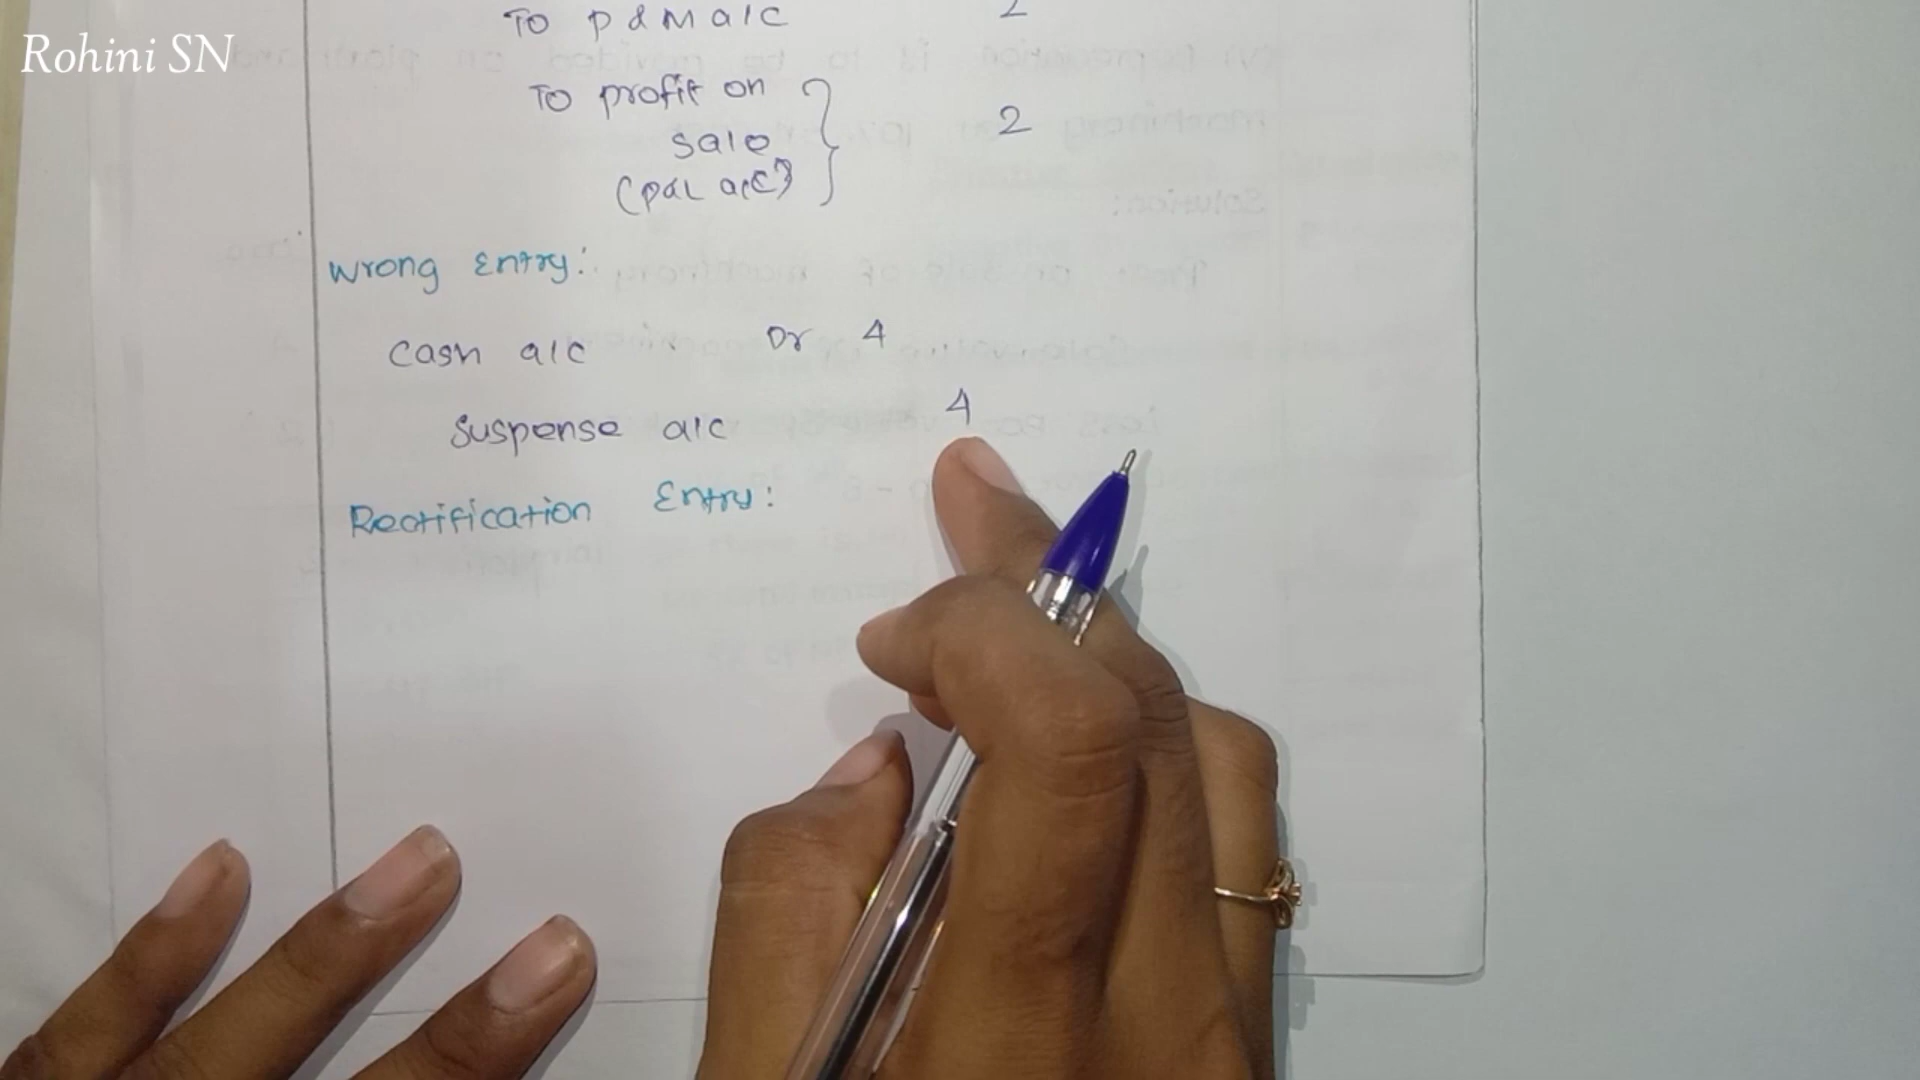 Rohini SN
To P & M a/c 2
To profit on
sale 2
(P&L a/c)
Wrong Entry:
Cash a/c Dr 4
Suspense a/c 4
Rectification Entry: